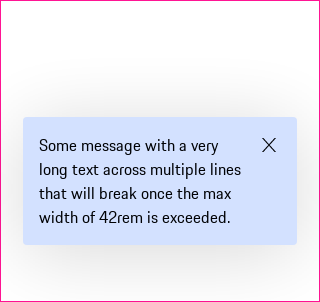 Some message with a very
long text across multiple lines
that will break once the max
width of 42rem is exceeded.